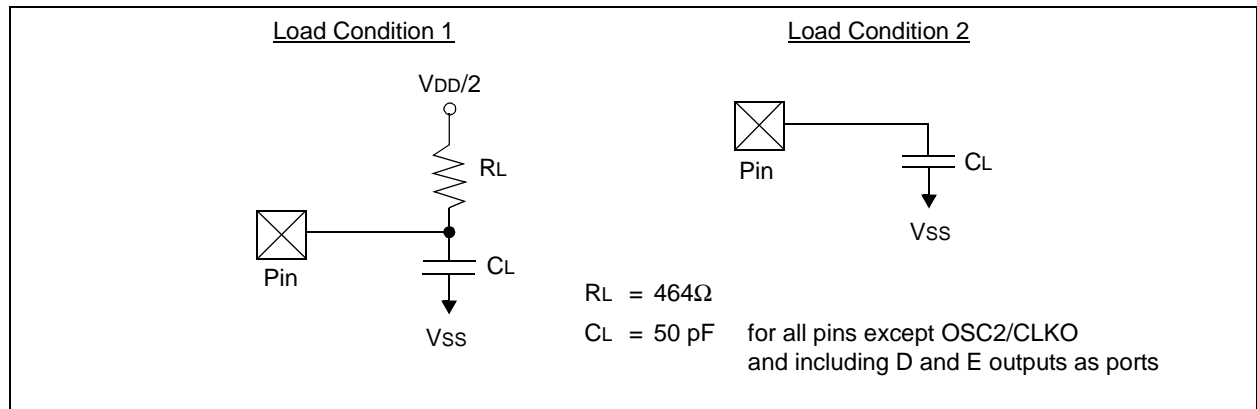 Load Condition 1
VDD/2
RL
Pin
CL
VSS
Load Condition 2
Pin
CL
VSS
RL = 464Ω
CL = 50 pF for all pins except OSC2/CLKO
and including D and E outputs as ports